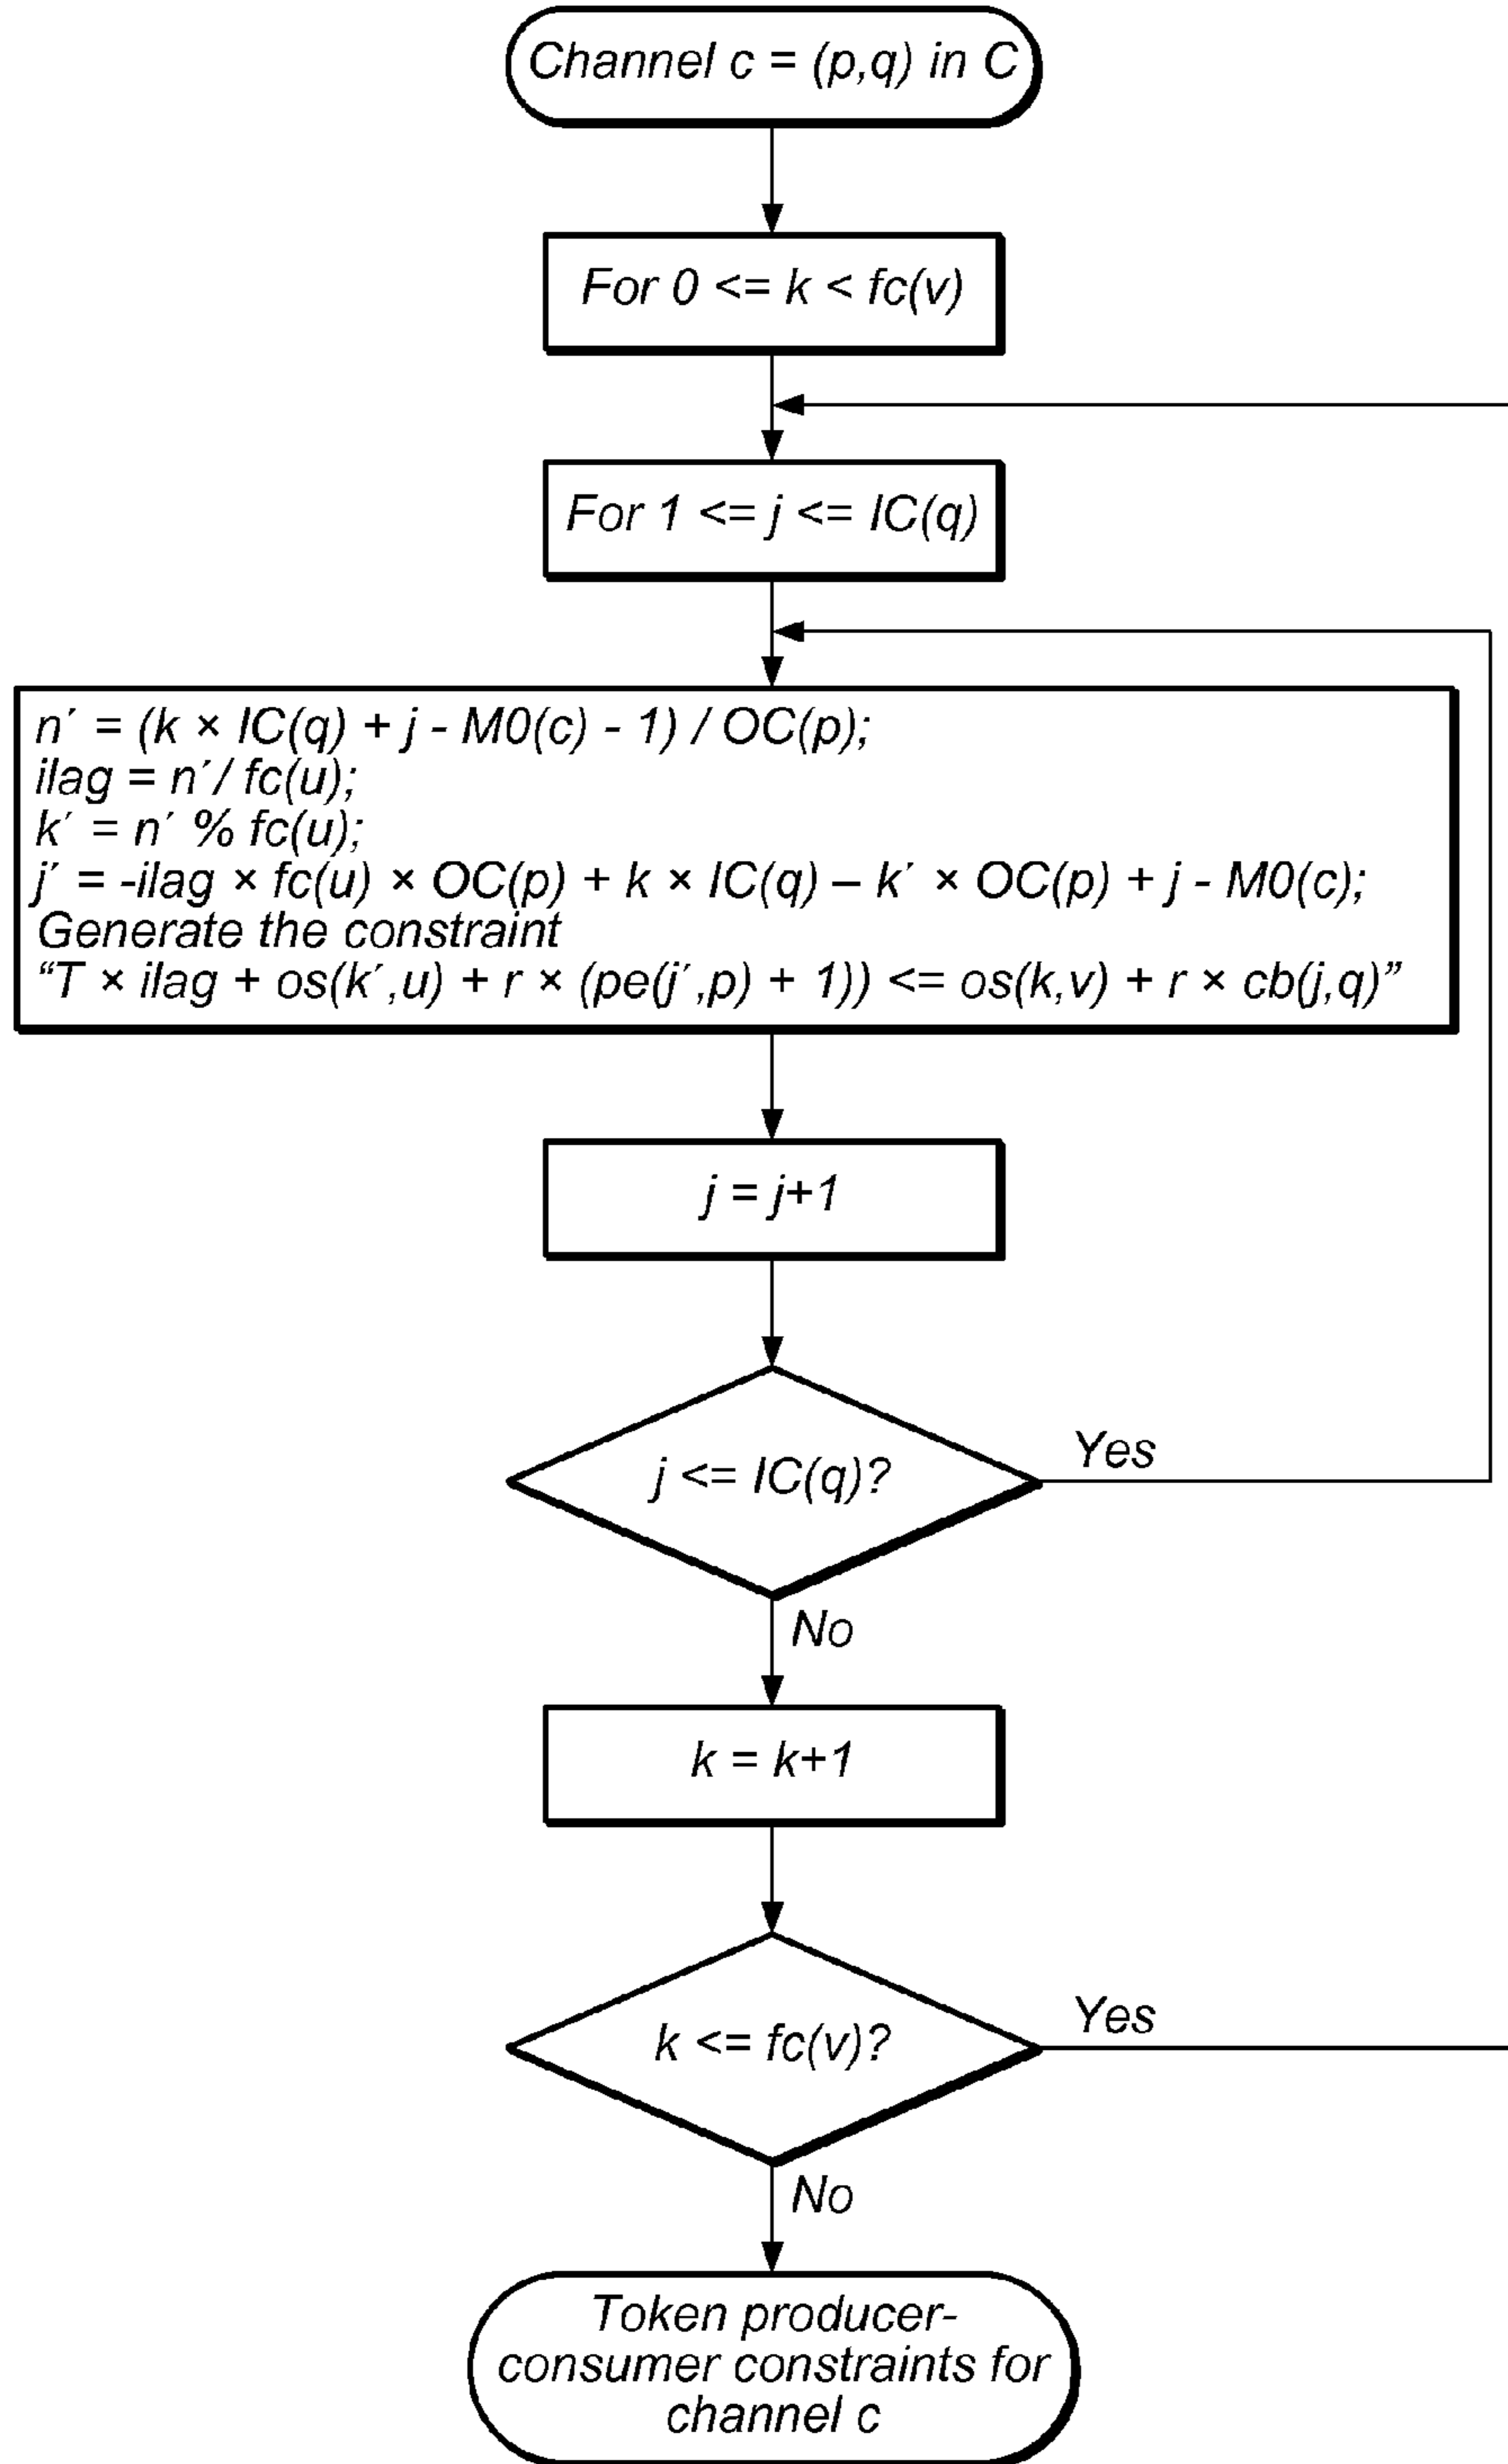 Channel c = (p,q) in C
For 0 <= k < fc(v)
For 1 <= j <= IC(q)
n´ = (k × IC(q) + j - M0(c) - 1) / OC(p);
ilag = n´/ fc(u);
k´ = n´ % fc(u);
j´ = -ilag × fc(u) × OC(p) + k × IC(q) – k´ × OC(p) + j - M0(c);
Generate the constraint
“T × ilag + os(k´,u) + r × (pe(j´,p) + 1)) <= os(k,v) + r × cb(j,q)”
j = j+1
j <= IC(q)?
Yes
No
k = k+1
k <= fc(v)?
Yes
No
Token producer-
consumer constraints for
channel c